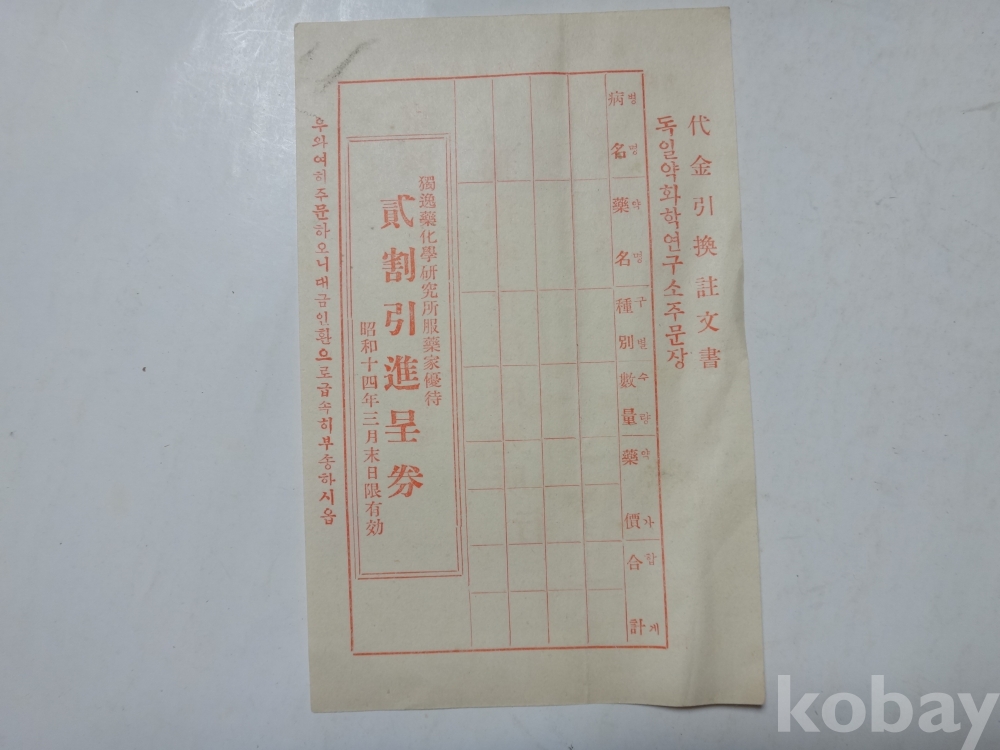 代金引換註文書
독일약화학연구소주문장
病名 병명
藥名 약명
種別 구별
數量 수량
藥價 약가
合計 합계
獨逸藥化學研究所服藥家優待
貳割引進呈券
昭和十四年三月末日限有効
우와여히주문하오니대금인환으로급속히부송하시옵
kobay